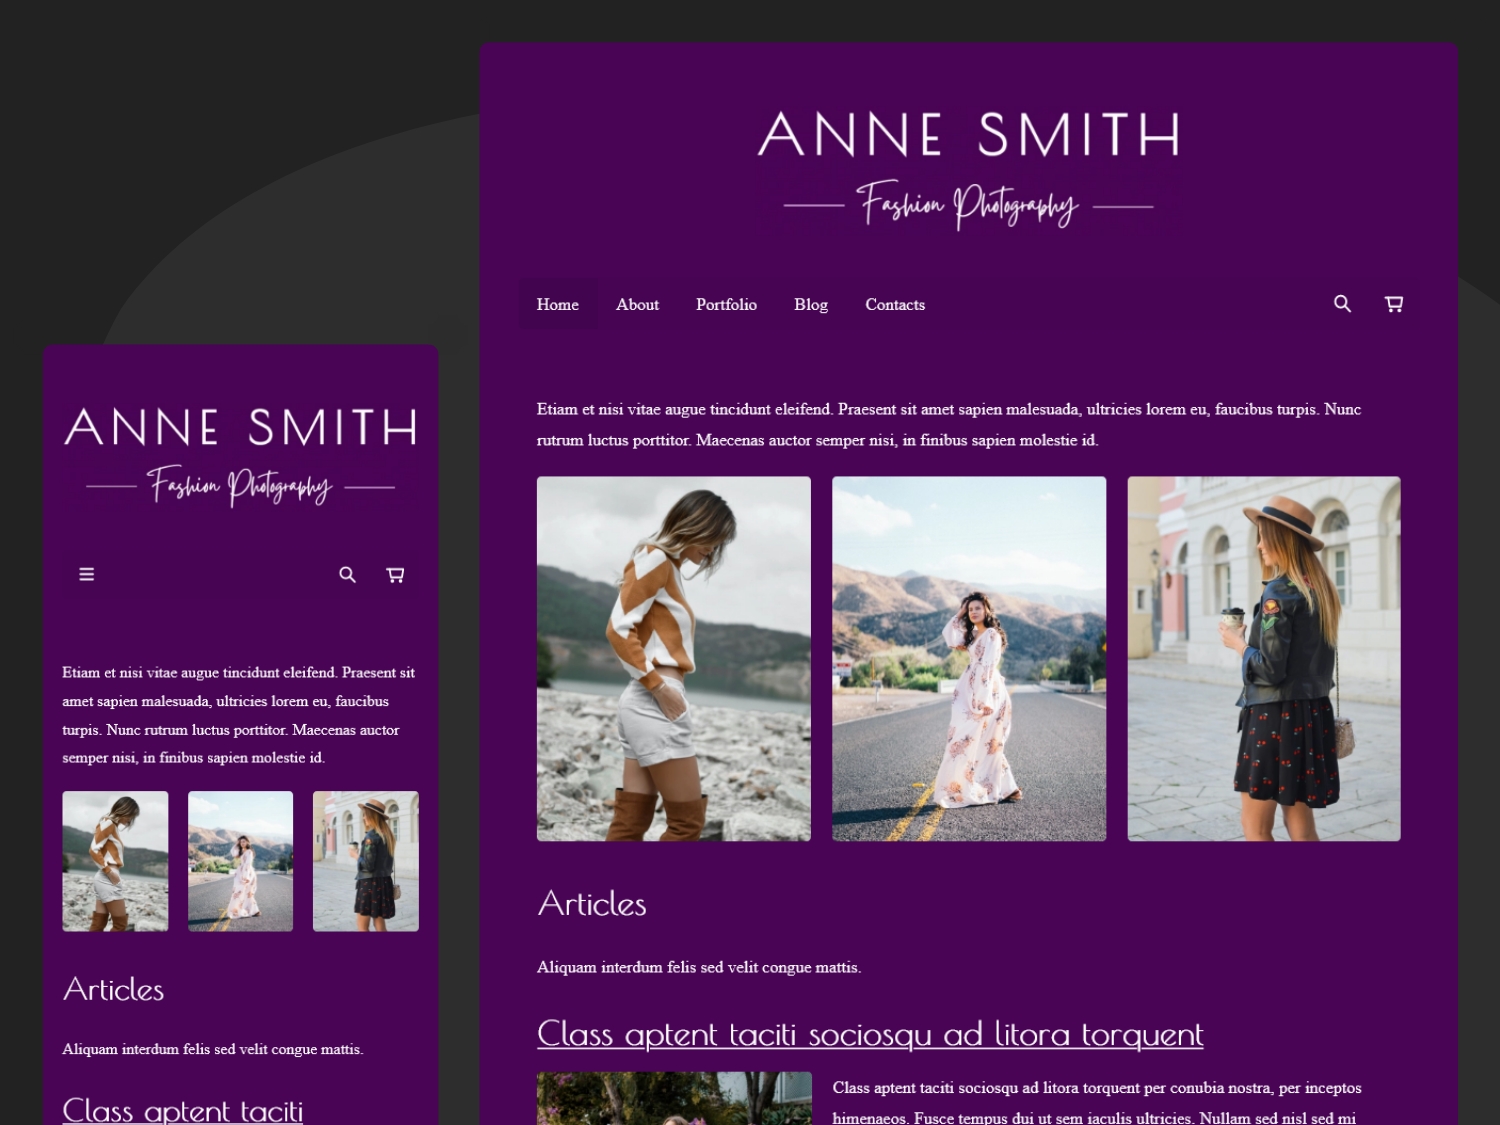 ANNE SMITH
Fashion Photography
Home About Portfolio Blog Contacts
Etiam et nisi vitae augue tincidunt eleifend. Praesent sit amet sapien malesuada, ultricies lorem eu, faucibus turpis. Nunc
rutrum luctus porttitor. Maecenas auctor semper nisi, in finibus sapien molestie id.
Articles
Aliquam interdum felis sed velit congue mattis.
Class aptent taciti sociosqu ad litora torquent
Class aptent taciti sociosqu ad litora torquent per conubia nostra, per inceptos
himenaeos. Fusce tempus dui ut sem iaculis ultricies. Nullam sed nisl sed mi
ANNE SMITH
Fashion Photography
Etiam et nisi vitae augue tincidunt eleifend. Praesent sit
amet sapien malesuada, ultricies lorem eu, faucibus
turpis. Nunc rutrum luctus porttitor. Maecenas auctor
semper nisi, in finibus sapien molestie id.
Articles
Aliquam interdum felis sed velit congue mattis.
Class aptent taciti